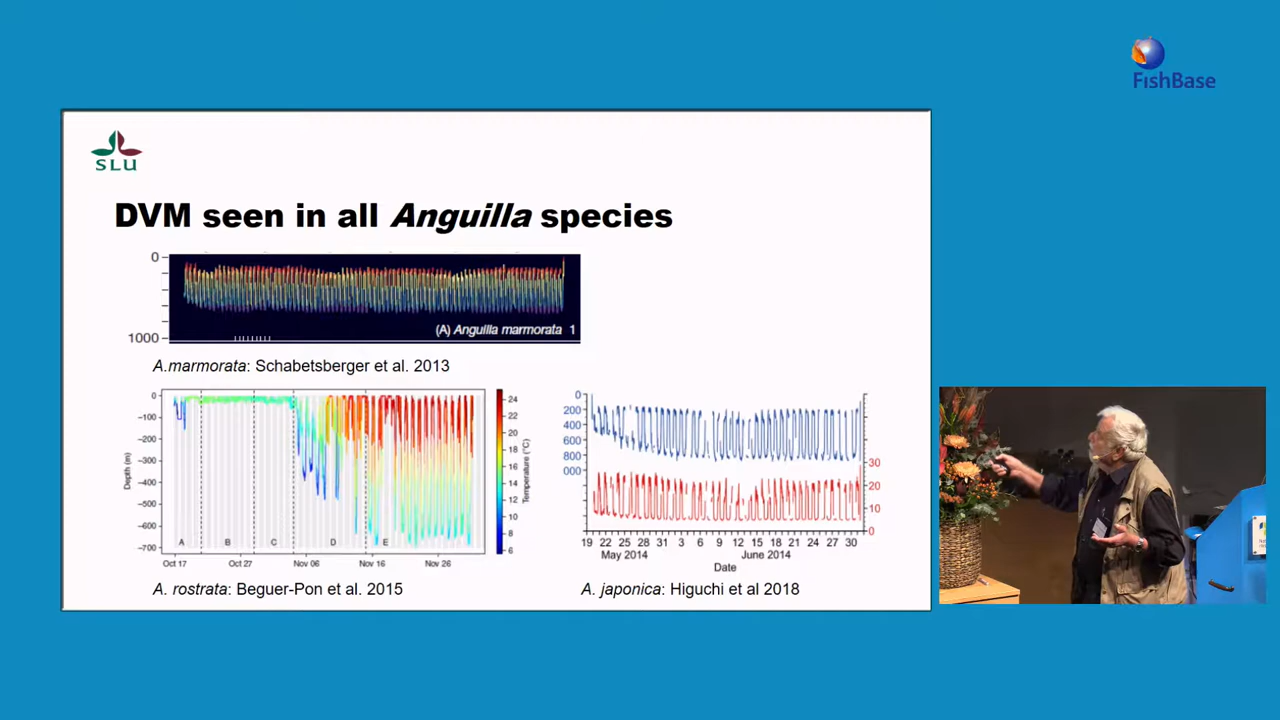 FishBase
SLU
DVM seen in all Anguilla species
0
1000
(A) Anguilla marmorata 1
A.marmorata: Schabetsberger et al. 2013
0
-100
-200
-300
-400
-500
-600
-700
Depth (m)
A B C D E
Oct 17 Oct 27 Nov 06 Nov 16 Nov 26
24
22
20
18
16
14
12
10
8
6
Temperature (°C)
A. rostrata: Beguer-Pon et al. 2015
0
200
400
600
800
000
30
20
10
0
19 22 25 28 31 3 6 9 12 15 18 21 24 27 30
May 2014 June 2014
Date
A. japonica: Higuchi et al 2018